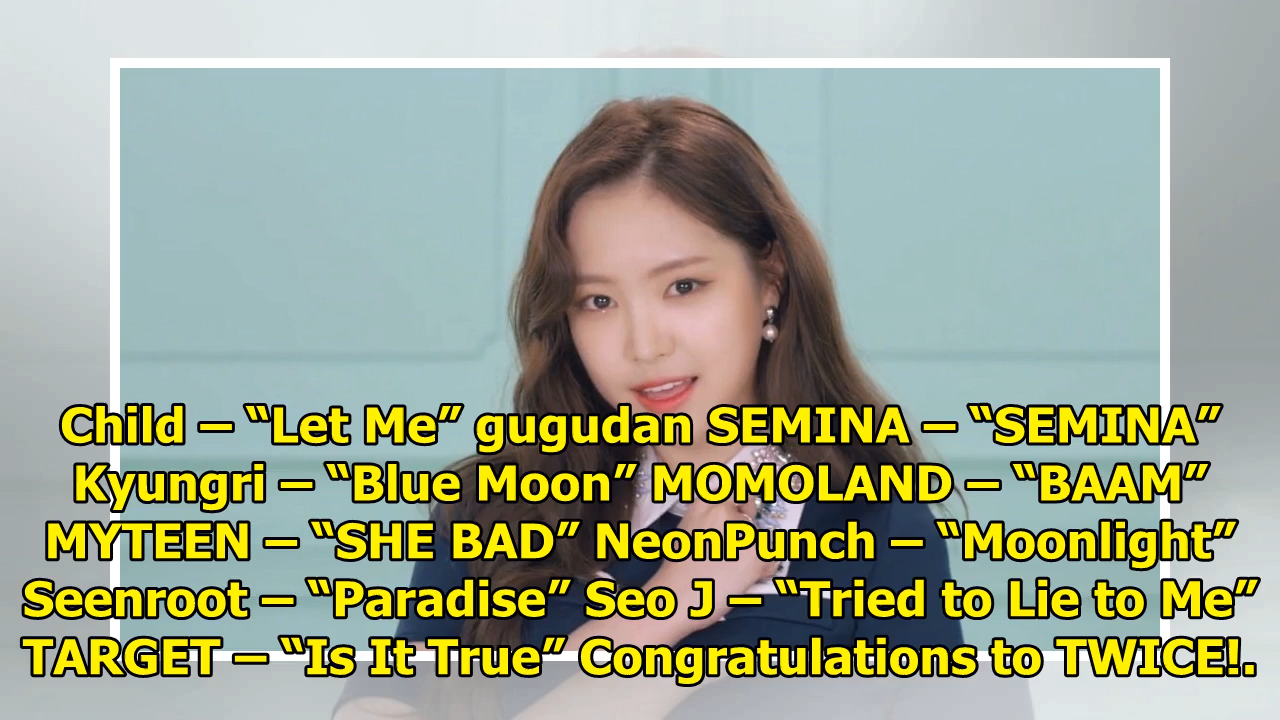 Child – “Let Me” gugudan SEMINA – “SEMINA”
Kyungri – “Blue Moon” MOMOLAND – “BAAM”
MYTEEN – “SHE BAD” NeonPunch – “Moonlight”
Seenroot – “Paradise” Seo J – “Tried to Lie to Me”
TARGET – “Is It True” Congratulations to TWICE!.